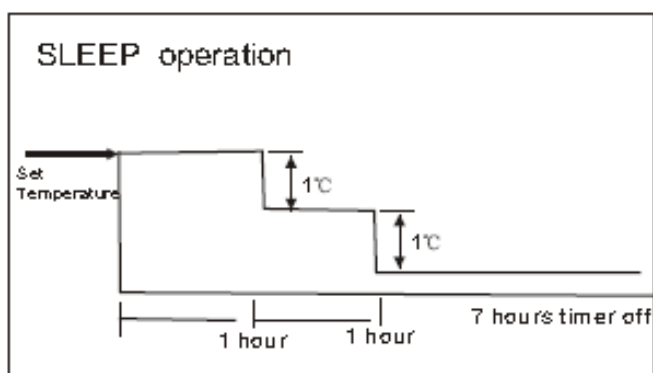 SLEEP operation
Set
Temperature
1℃
1℃
1 hour
1 hour
7 hours timer off